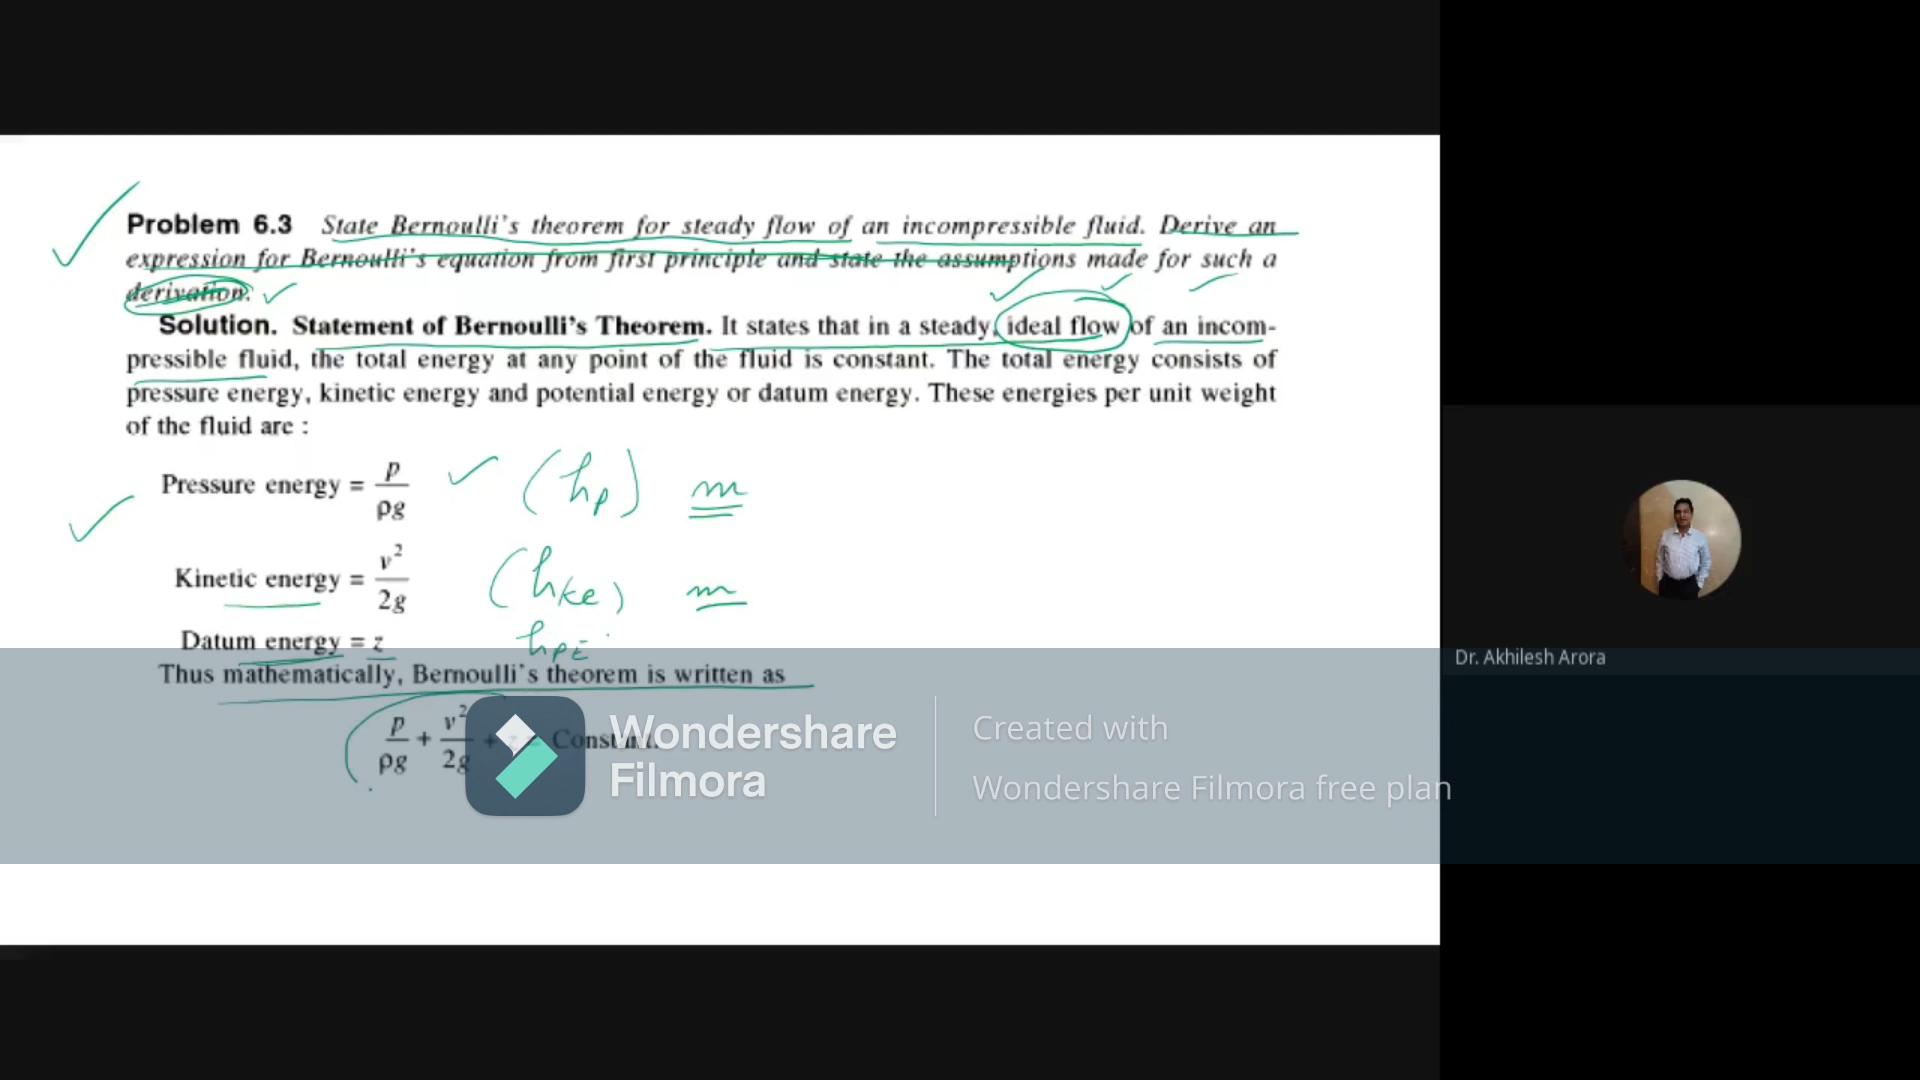 Problem 6.3 State Bernoulli's theorem for steady flow of an incompressible fluid. Derive an
expression for Bernoulli's equation from first principle and state the assumptions made for such a
derivation.
Solution. Statement of Bernoulli's Theorem. It states that in a steady, ideal flow of an incom-
pressible fluid, the total energy at any point of the fluid is constant. The total energy consists of
pressure energy, kinetic energy and potential energy or datum energy. These energies per unit weight
of the fluid are :
Pressure energy = p/ρg (hp) m
Kinetic energy = v²/2g (hKE) m
Datum energy = z hPE
Thus mathematically, Bernoulli's theorem is written as
p/ρg + v²/2g + z = Constant.
Wondershare
Filmora
Created with
Wondershare Filmora free plan
Dr. Akhilesh Arora